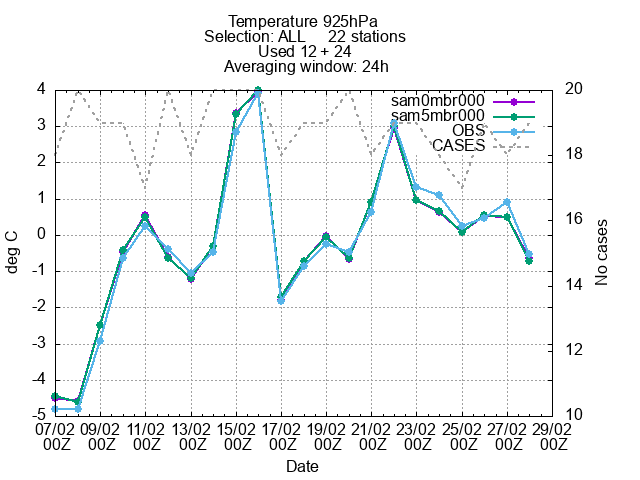 Temperature 925hPa
Selection: ALL 22 stations
Used 12 + 24
Averaging window: 24h
sam0mbr000
sam5mbr000
OBS
CASES
4
3
2
1
0
-1
-2
-3
-4
-5
deg C
20
18
16
14
12
10
No cases
07/02 09/02 11/02 13/02 15/02 17/02 19/02 21/02 23/02 25/02 27/02 29/02
00Z 00Z 00Z 00Z 00Z 00Z 00Z 00Z 00Z 00Z 00Z 00Z
Date